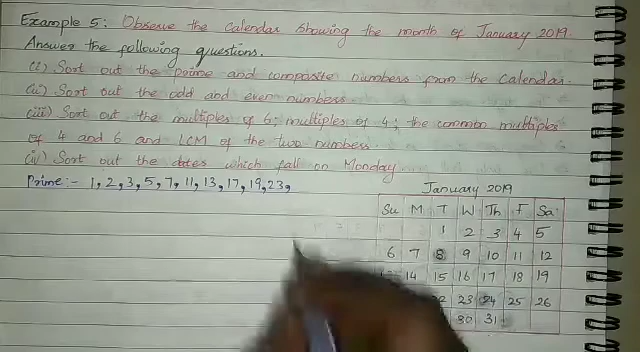 Example 5: Observe the Calendar showing the month of January 2019.
Answer the following questions.
(i) Sort out the prime and composite numbers from the calendar.
(ii) Sort out the odd and even numbers.
(iii) Sort out the multiples of 6; multiples of 4; the common multiples
of 4 and 6 and LCM of the two numbers.
(iv) Sort out the dates which fall on Monday
Prime:- 1, 2, 3, 5, 7, 11, 13, 17, 19, 23,
January 2019
Su M T W Th F Sa
1 2 3 4 5
6 7 8 9 10 11 12
14 15 16 17 18 19
22 23 24 25 26
30 31